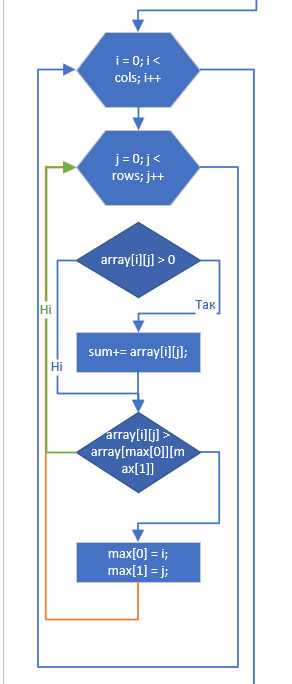 i = 0; i <
cols; i++
j = 0; j <
rows; j++
array[i][j] > 0
Так
Ні
sum+= array[i][j];
Ні
array[i][j] >
array[max[0]][m
ax[1]]
max[0] = i;
max[1] = j;